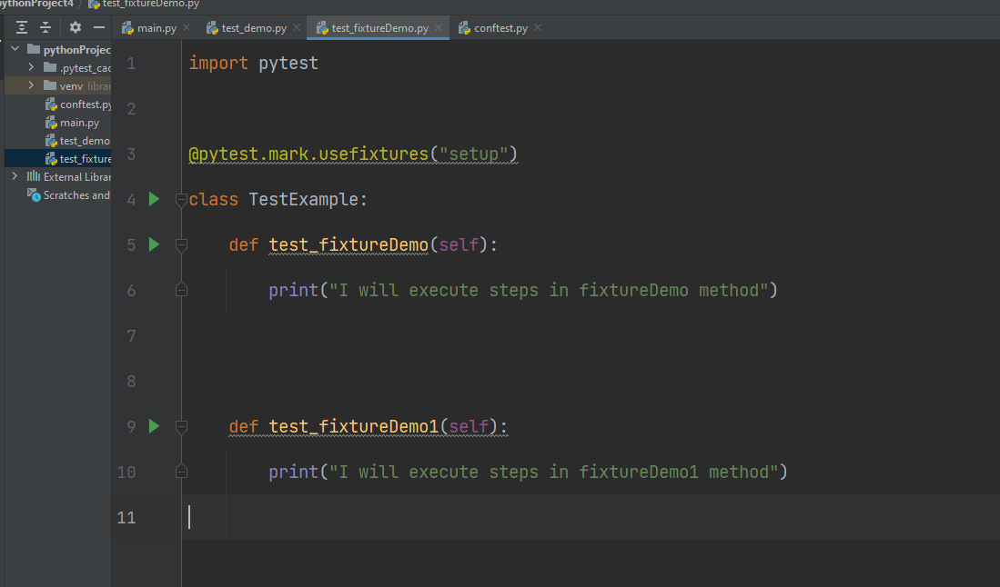 pythonProject4 test_fixtureDemo.py
main.py test_demo.py test_fixtureDemo.py conftest.py
pythonProjec
.pytest_cac
venv librar
conftest.py
main.py
test_demo
test_fixture
External Librar
Scratches and
1 import pytest
2
3 @pytest.mark.usefixtures("setup")
4 class TestExample:
5 def test_fixtureDemo(self):
6 print("I will execute steps in fixtureDemo method")
7
8
9 def test_fixtureDemo1(self):
10 print("I will execute steps in fixtureDemo1 method")
11